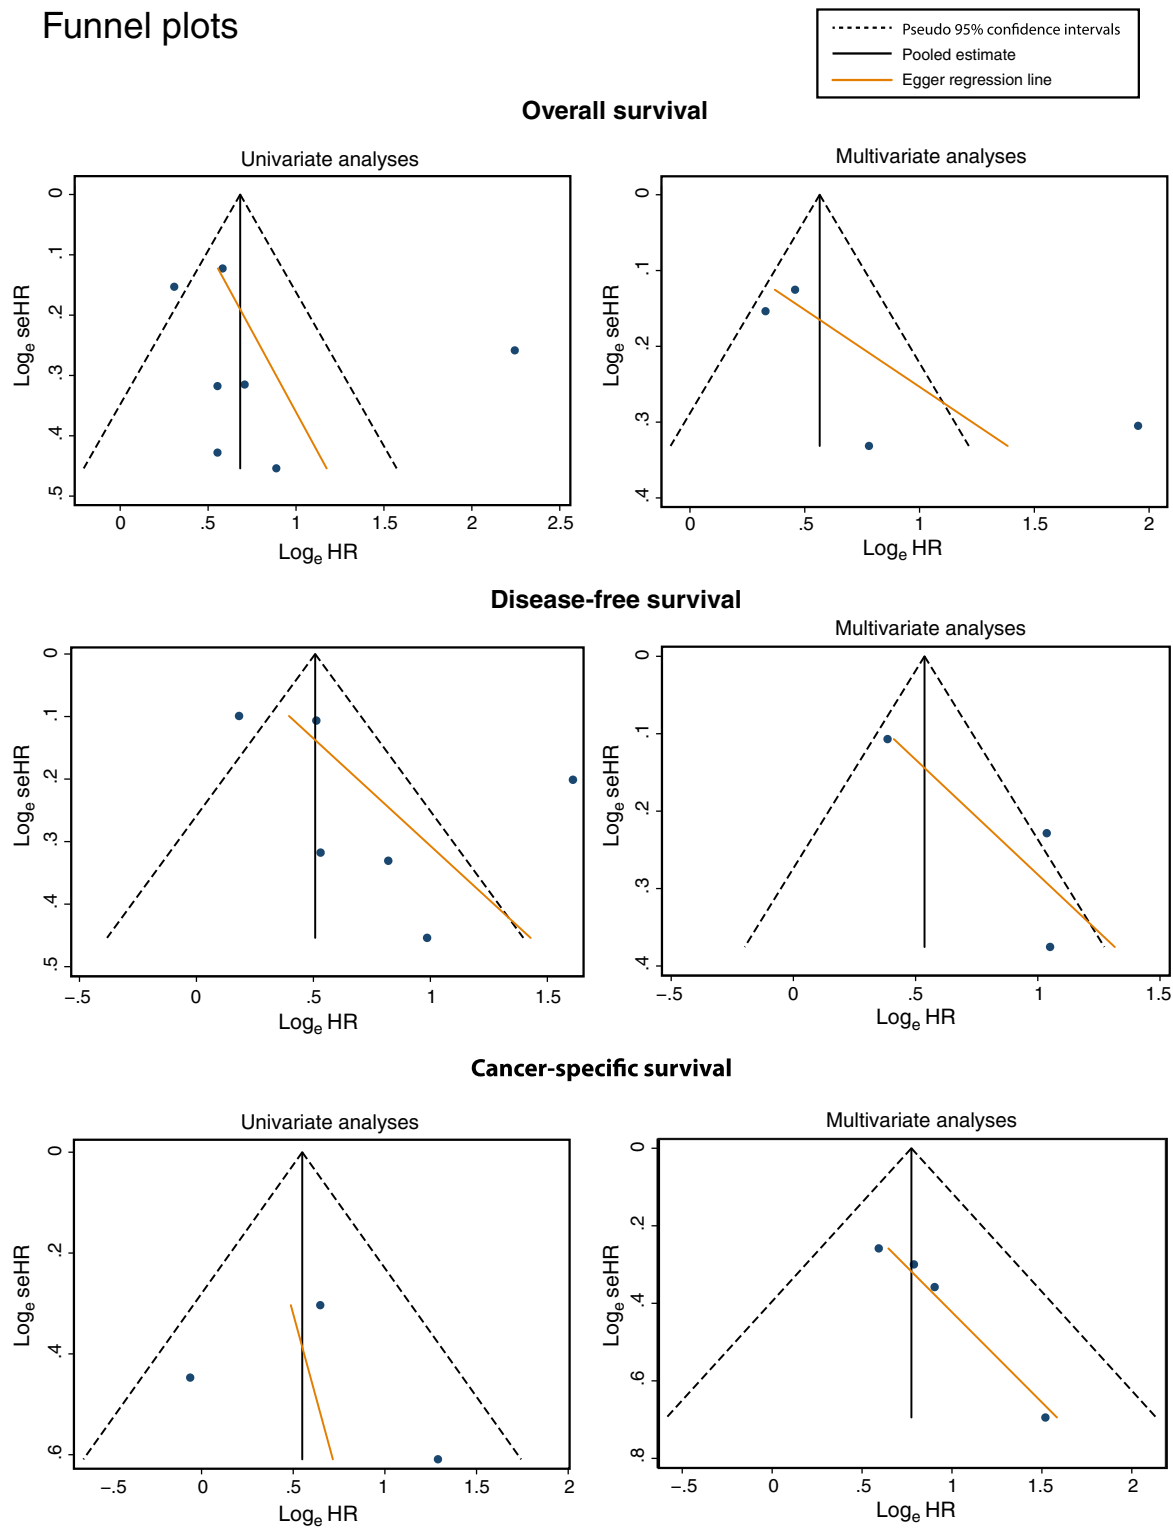 Funnel plots
Pseudo 95% confidence intervals
Pooled estimate
Egger regression line
Overall survival
Univariate analyses
0
.1
.2
.3
.4
.5
Logₑ seHR
0
.5
1
1.5
2
2.5
Logₑ HR
Multivariate analyses
0
.1
.2
.3
.4
Logₑ seHR
0
.5
1
1.5
2
Logₑ HR
Disease-free survival
0
.1
.2
.3
.4
.5
Logₑ seHR
−.5
0
.5
1
1.5
Logₑ HR
Multivariate analyses
0
.1
.2
.3
.4
Logₑ seHR
−.5
0
.5
1
1.5
Logₑ HR
Cancer-specific survival
Univariate analyses
0
.2
.4
.6
Logₑ seHR
−.5
0
.5
1
1.5
2
Logₑ HR
Multivariate analyses
0
.2
.4
.6
.8
Logₑ seHR
−.5
0
.5
1
1.5
2
Logₑ HR